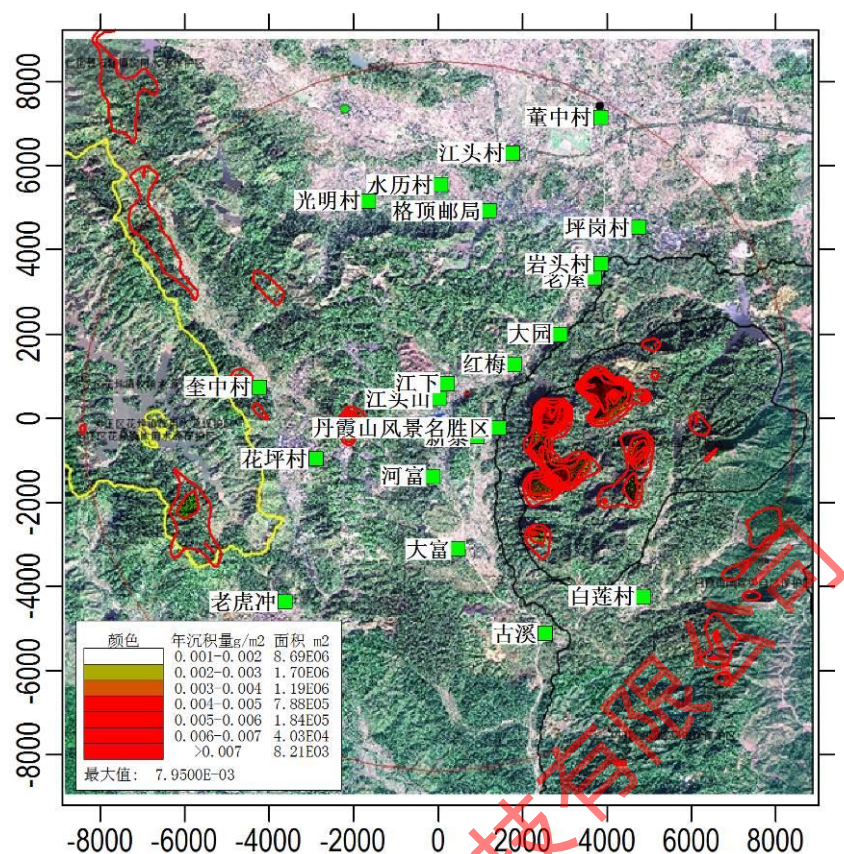 董中村
江头村
水历村
光明村
格顶邮局
坪岗村
岩头村
老屋
大园
红梅
江下
奎中村
江头山
丹霞山风景名胜区
花坪村
河富
大富
老虎冲
白莲村
古溪
颜色 年沉积量g/m2 面积 m2
0.001-0.002 8.69E06
0.002-0.003 1.70E06
0.003-0.004 1.19E06
0.004-0.005 7.88E05
0.005-0.006 1.84E05
0.006-0.007 4.03E04
>0.007 8.21E03
最大值: 7.9500E-03
8000
6000
4000
2000
0
-2000
-4000
-6000
-8000
-8000 -6000 -4000 -2000 0 2000 4000 6000 8000
技有限公司